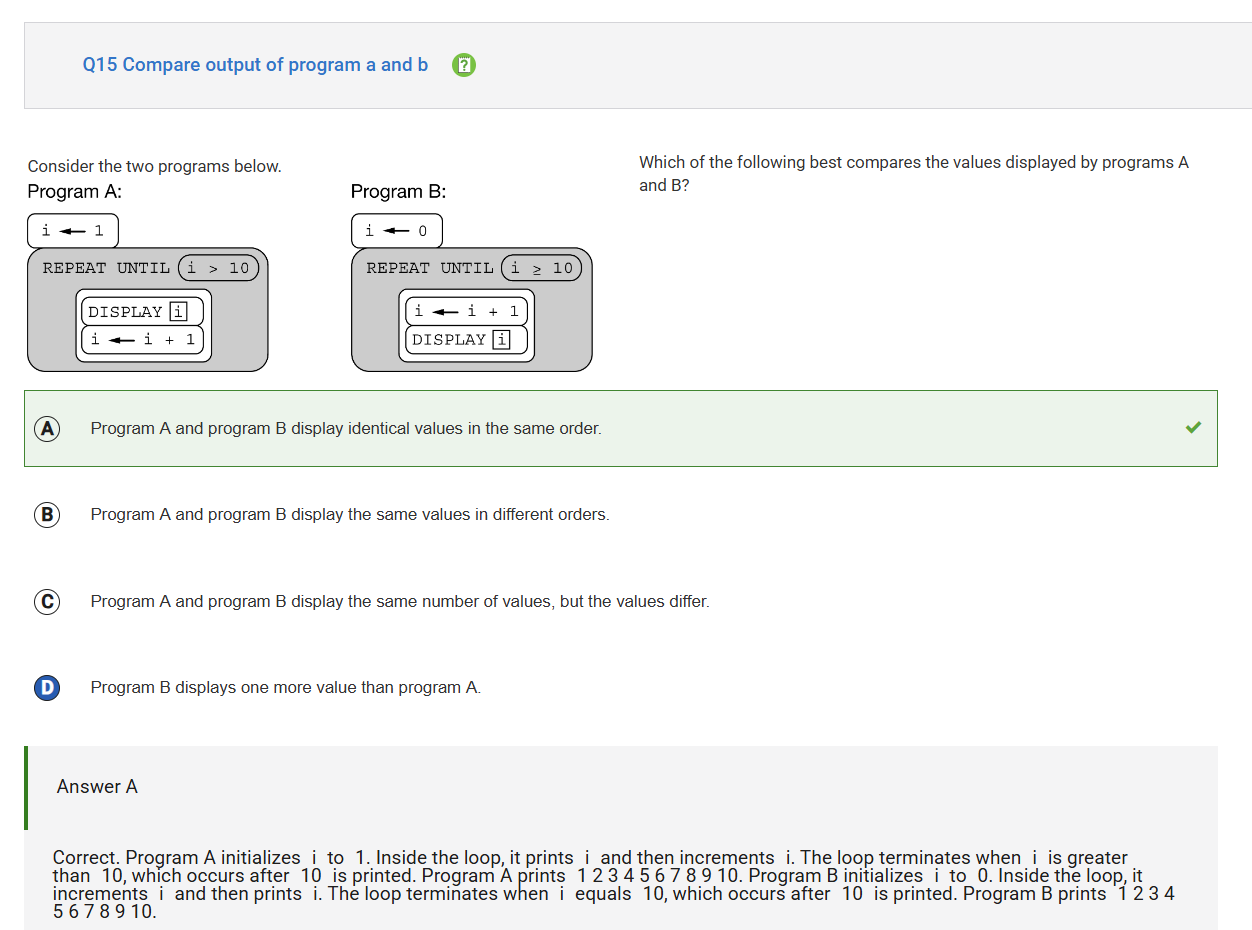 Q15 Compare output of program a and b
Consider the two programs below.
Program A:
i ← 1
REPEAT UNTIL i > 10
DISPLAY i
i ← i + 1
Program B:
i ← 0
REPEAT UNTIL i ≥ 10
i ← i + 1
DISPLAY i
Which of the following best compares the values displayed by programs A
and B?
A Program A and program B display identical values in the same order.
B Program A and program B display the same values in different orders.
C Program A and program B display the same number of values, but the values differ.
D Program B displays one more value than program A.
Answer A
Correct. Program A initializes i to 1. Inside the loop, it prints i and then increments i. The loop terminates when i is greater
than 10, which occurs after 10 is printed. Program A prints 1 2 3 4 5 6 7 8 9 10. Program B initializes i to 0. Inside the loop, it
increments i and then prints i. The loop terminates when i equals 10, which occurs after 10 is printed. Program B prints 1 2 3 4
5 6 7 8 9 10.